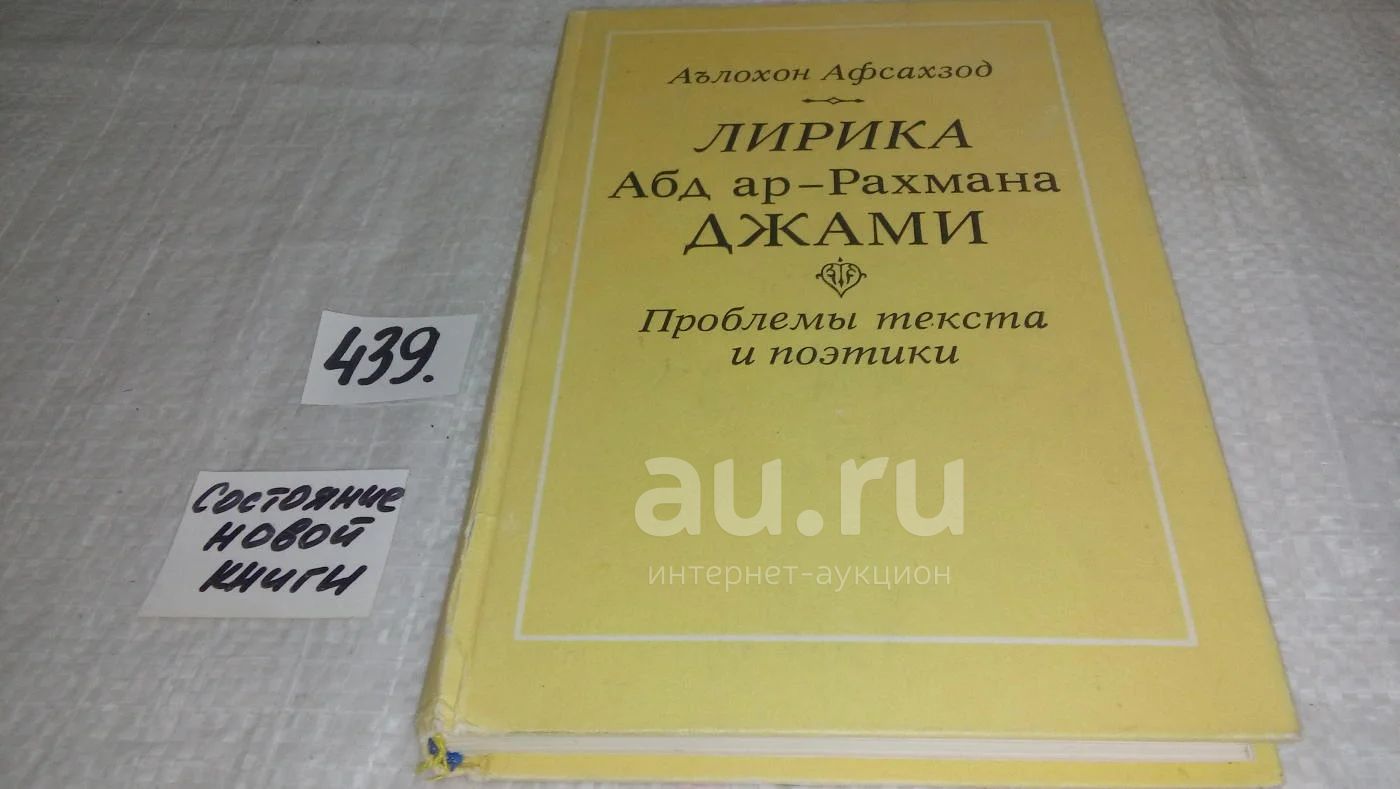 Аълохон Афсахзод
ЛИРИКА
Абд ар-Рахмана
ДЖАМИ
Проблемы текста
и поэтики
439.
Состояние
новой
книги
au.ru
интернет-аукцион